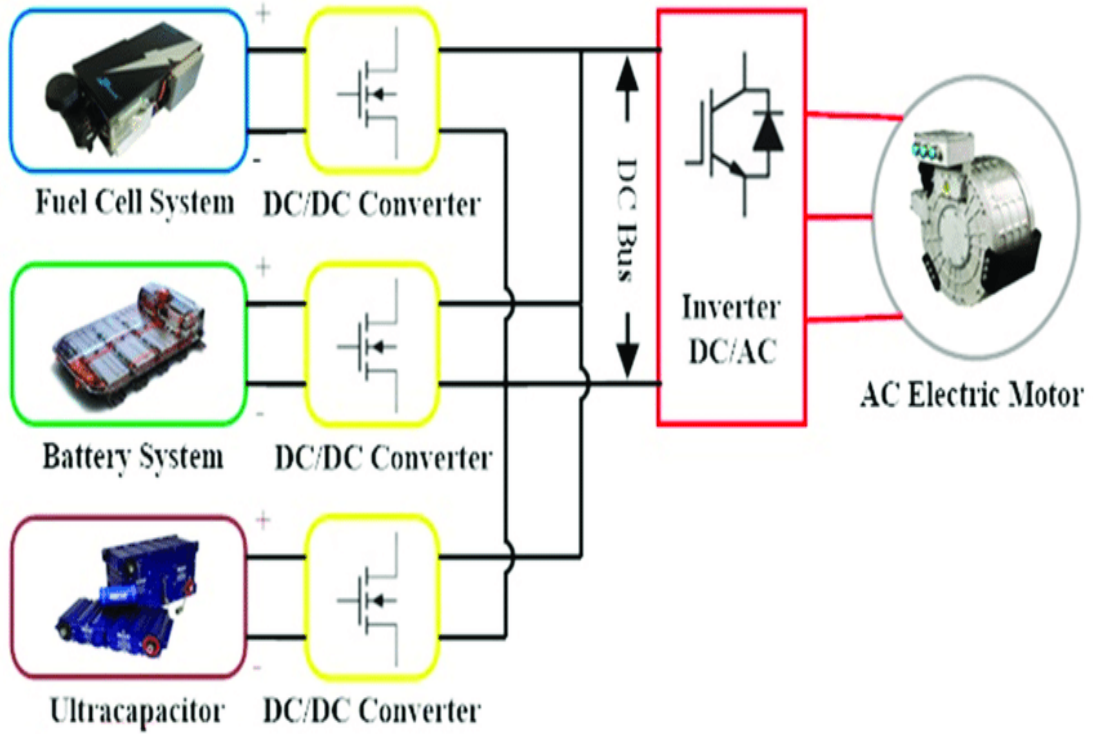 +
-
Fuel Cell System
DC/DC Converter
+
-
Battery System
DC/DC Converter
+
-
Ultracapacitor
DC/DC Converter
DC Bus
Inverter
DC/AC
AC Electric Motor